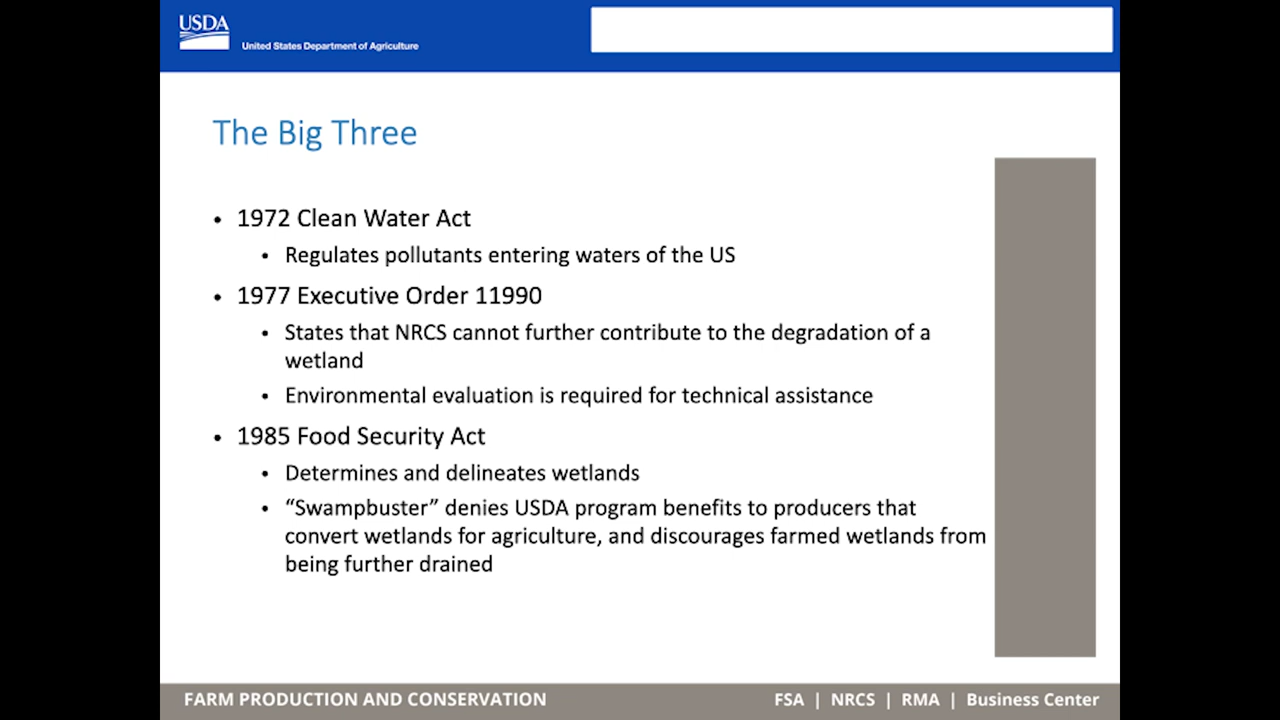 USDA
United States Department of Agriculture
The Big Three
• 1972 Clean Water Act
• Regulates pollutants entering waters of the US
• 1977 Executive Order 11990
• States that NRCS cannot further contribute to the degradation of a
wetland
• Environmental evaluation is required for technical assistance
• 1985 Food Security Act
• Determines and delineates wetlands
• “Swampbuster” denies USDA program benefits to producers that
convert wetlands for agriculture, and discourages farmed wetlands from
being further drained
FARM PRODUCTION AND CONSERVATION
FSA | NRCS | RMA | Business Center